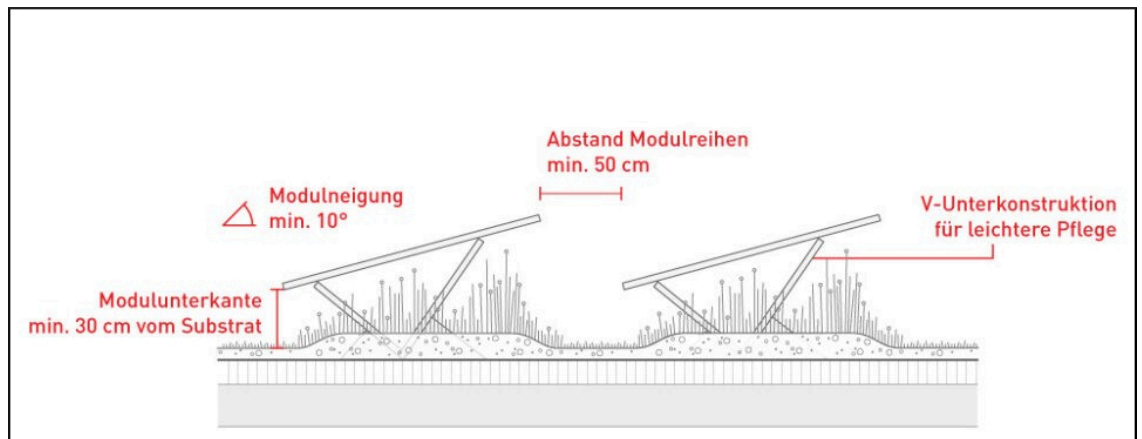 Abstand Modulreihen
min. 50 cm
Modulneigung
min. 10°
V-Unterkonstruktion
für leichtere Pflege
Modulunterkante
min. 30 cm vom Substrat